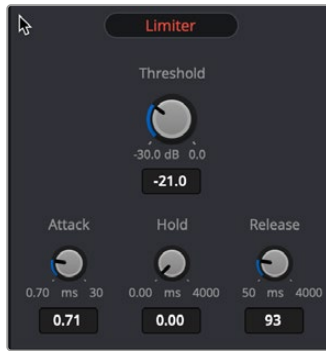 Limiter
Threshold
-30.0 dB 0.0
-21.0
Attack Hold Release
0.70 ms 30 0.00 ms 4000 50 ms 4000
0.71 0.00 93